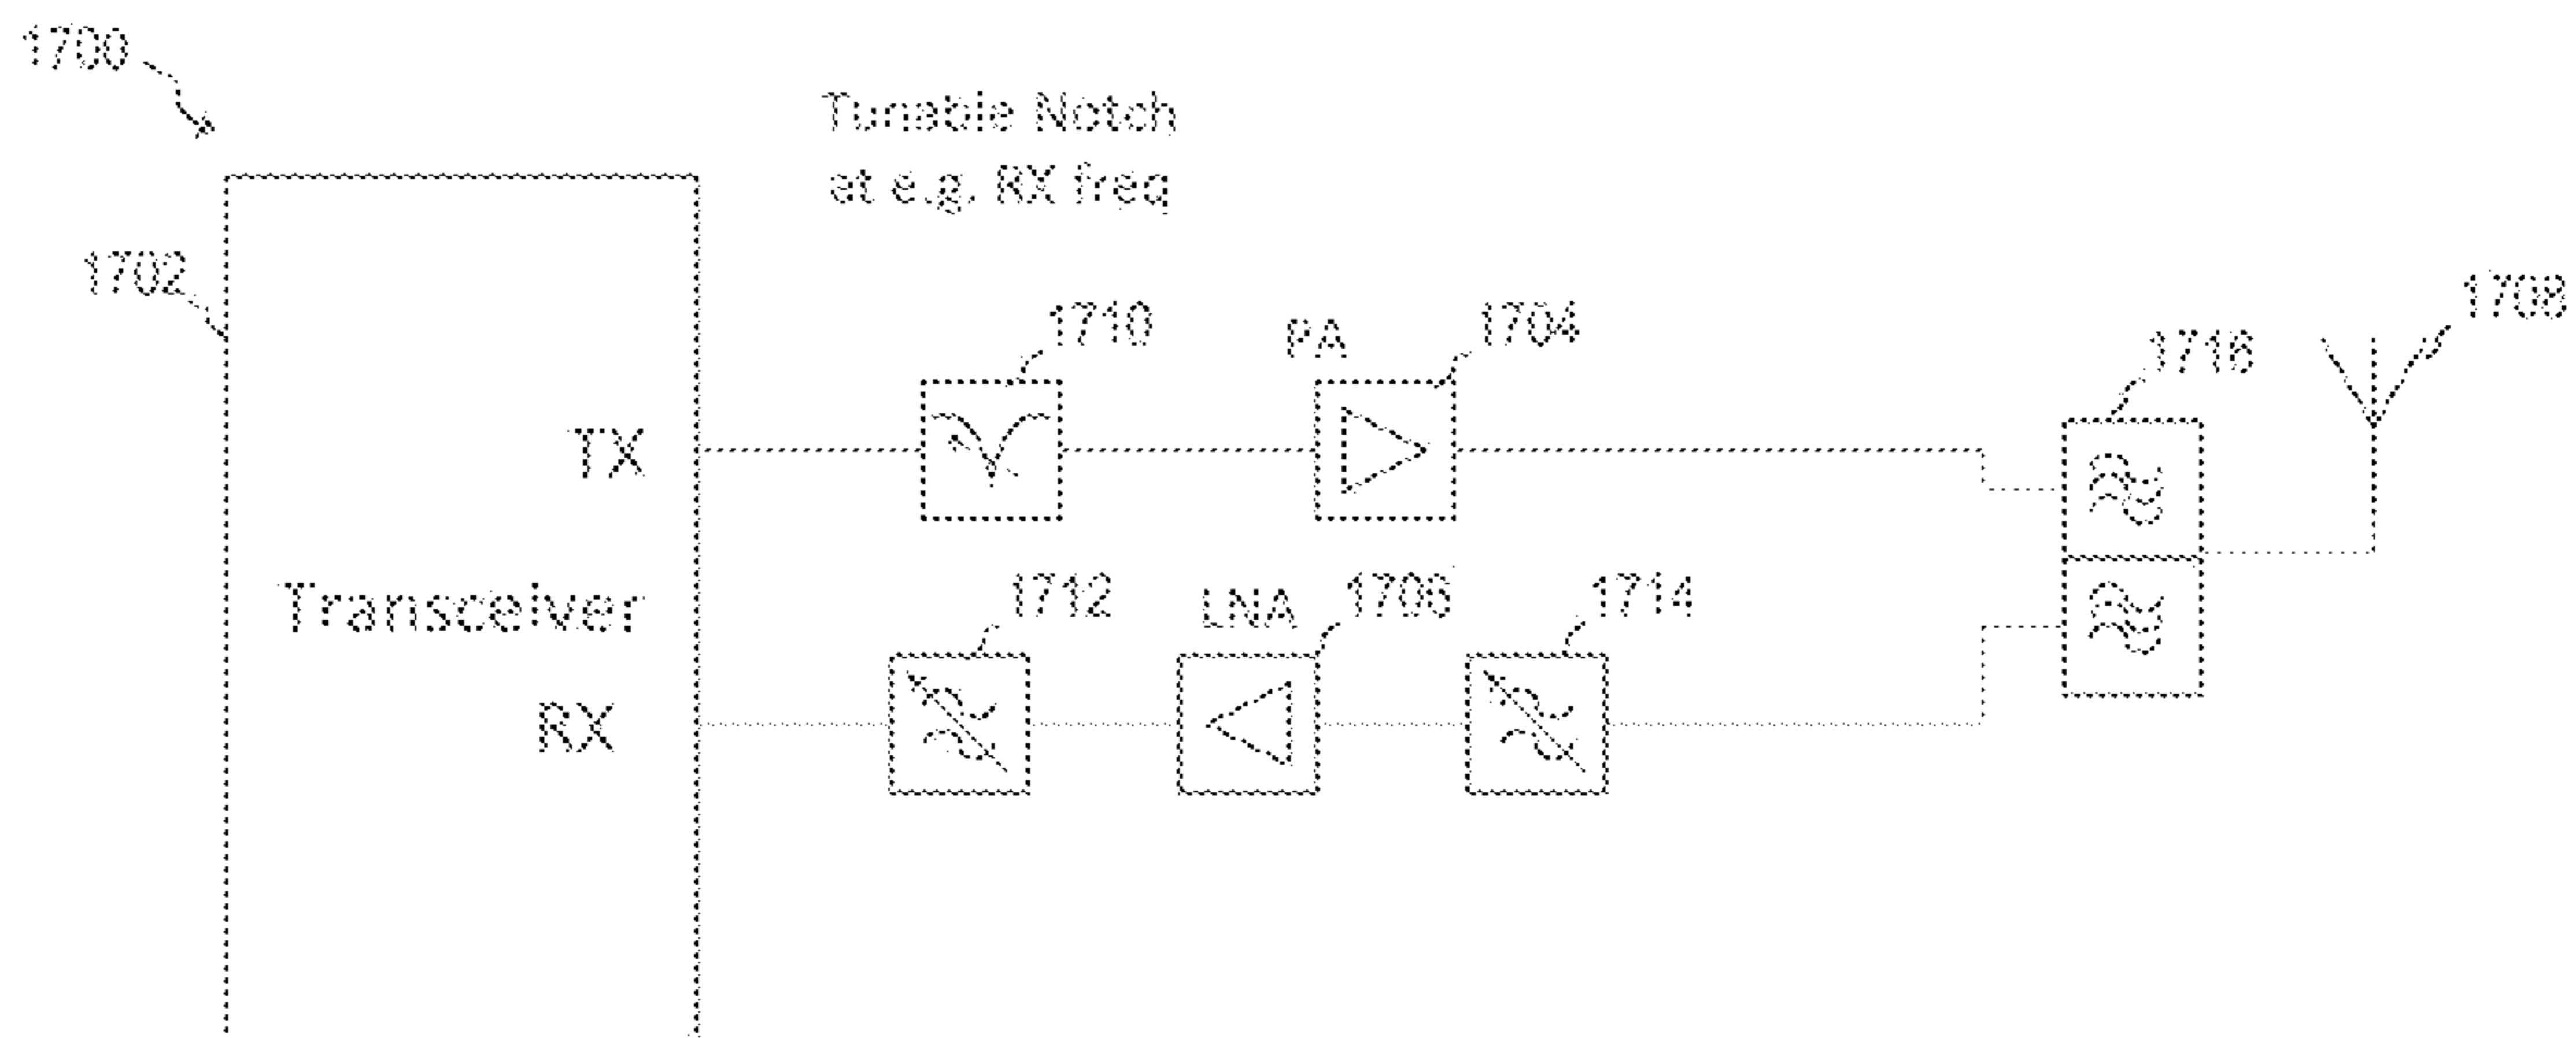 1700
Tunable Notch
at e.g. RX freq
1702
1708
1710
PA
1704
1716
TX
Transceiver
1712
LNA
1706
1714
RX